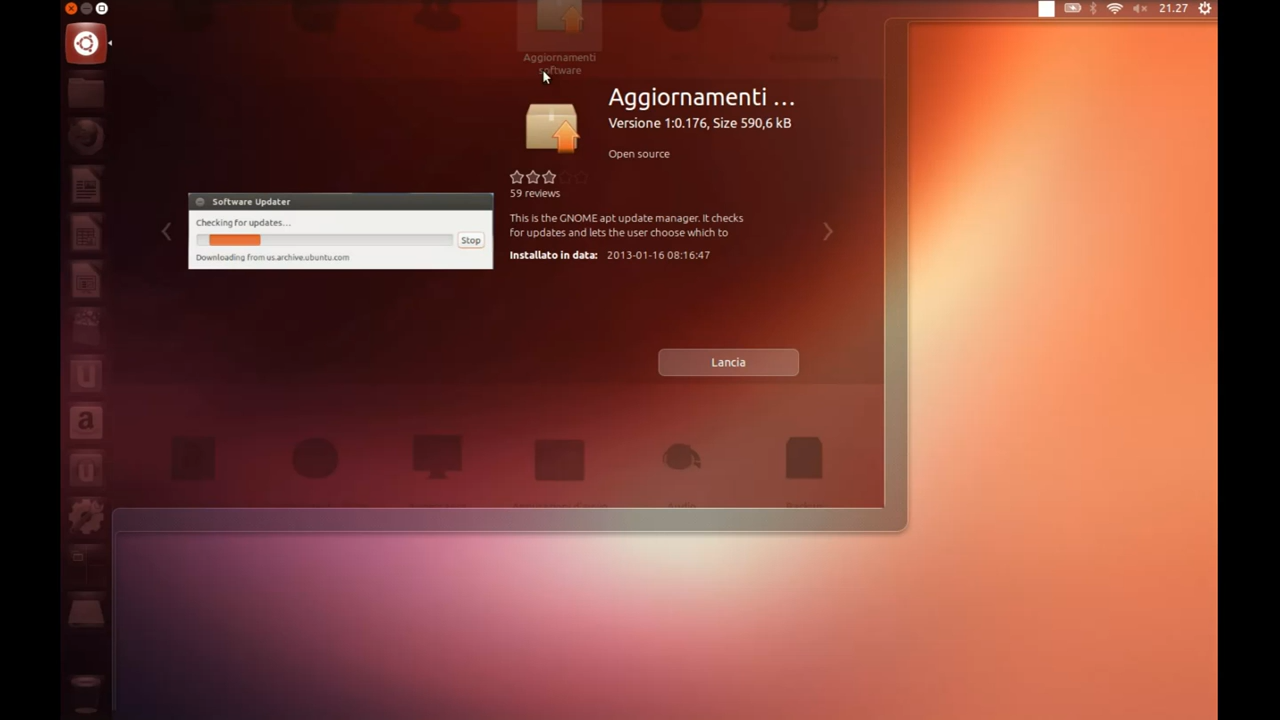 21.27
Aggiornamenti
software
Aggiornamenti ...
Versione 1:0.176, Size 590,6 kB
Open source
59 reviews
Software Updater
Checking for updates...
Stop
Downloading from us.archive.ubuntu.com
This is the GNOME apt update manager. It checks
for updates and lets the user choose which to
Installato in data: 2013-01-16 08:16:47
Lancia
Audio